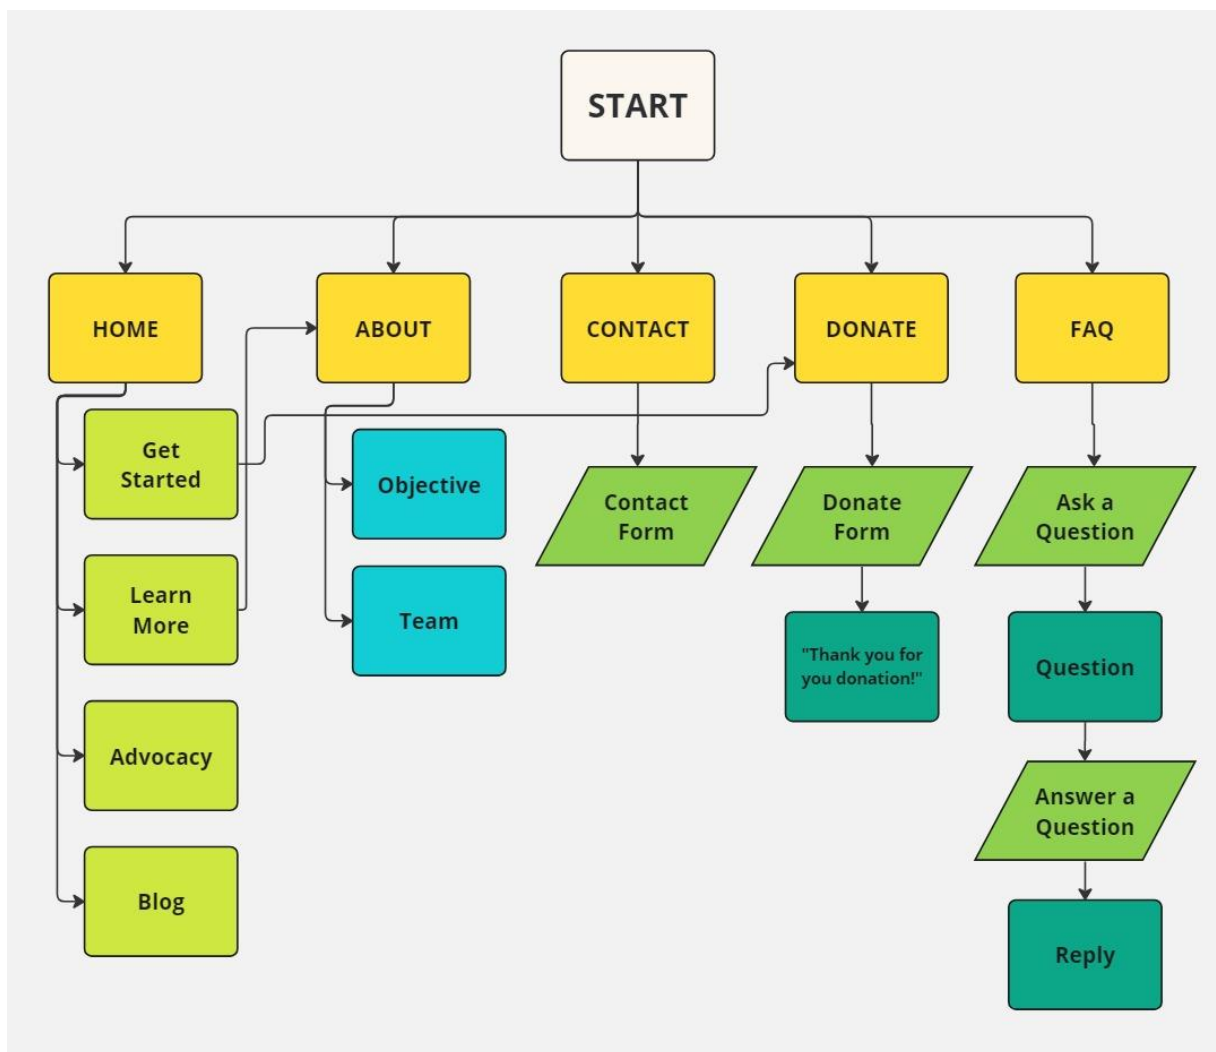 START
HOME
ABOUT
CONTACT
DONATE
FAQ
Get
Started
Learn
More
Advocacy
Blog
Objective
Team
Contact
Form
Donate
Form
"Thank you for
you donation!"
Ask a
Question
Question
Answer a
Question
Reply